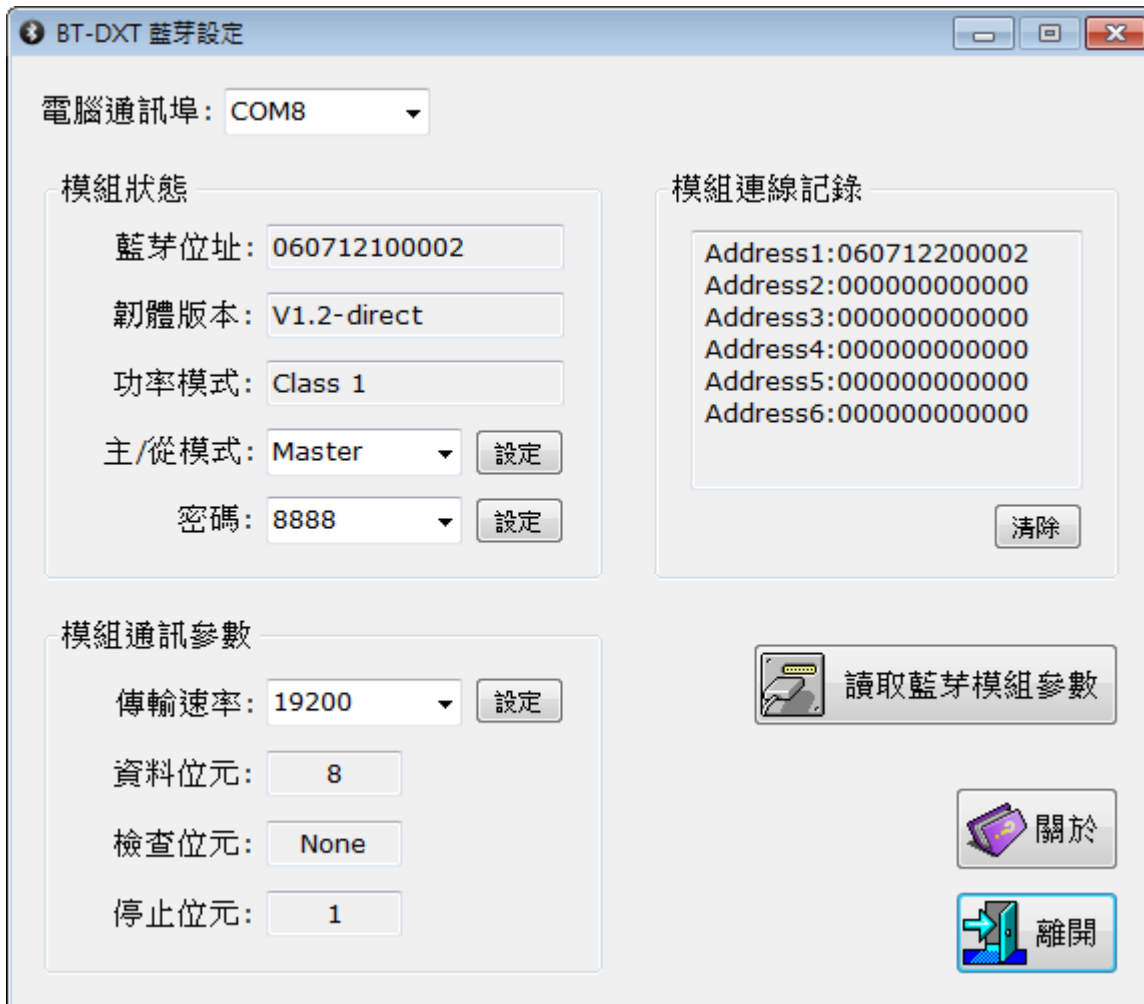 BT-DXT 藍芽設定
電腦通訊埠: COM8
模組狀態
藍芽位址: 060712100002
韌體版本: V1.2-direct
功率模式: Class 1
主/從模式: Master 設定
密碼: 8888 設定
模組連線記錄
Address1:060712200002
Address2:000000000000
Address3:000000000000
Address4:000000000000
Address5:000000000000
Address6:000000000000
清除
模組通訊參數
傳輸速率: 19200 設定
資料位元: 8
檢查位元: None
停止位元: 1
讀取藍芽模組參數
關於
離開